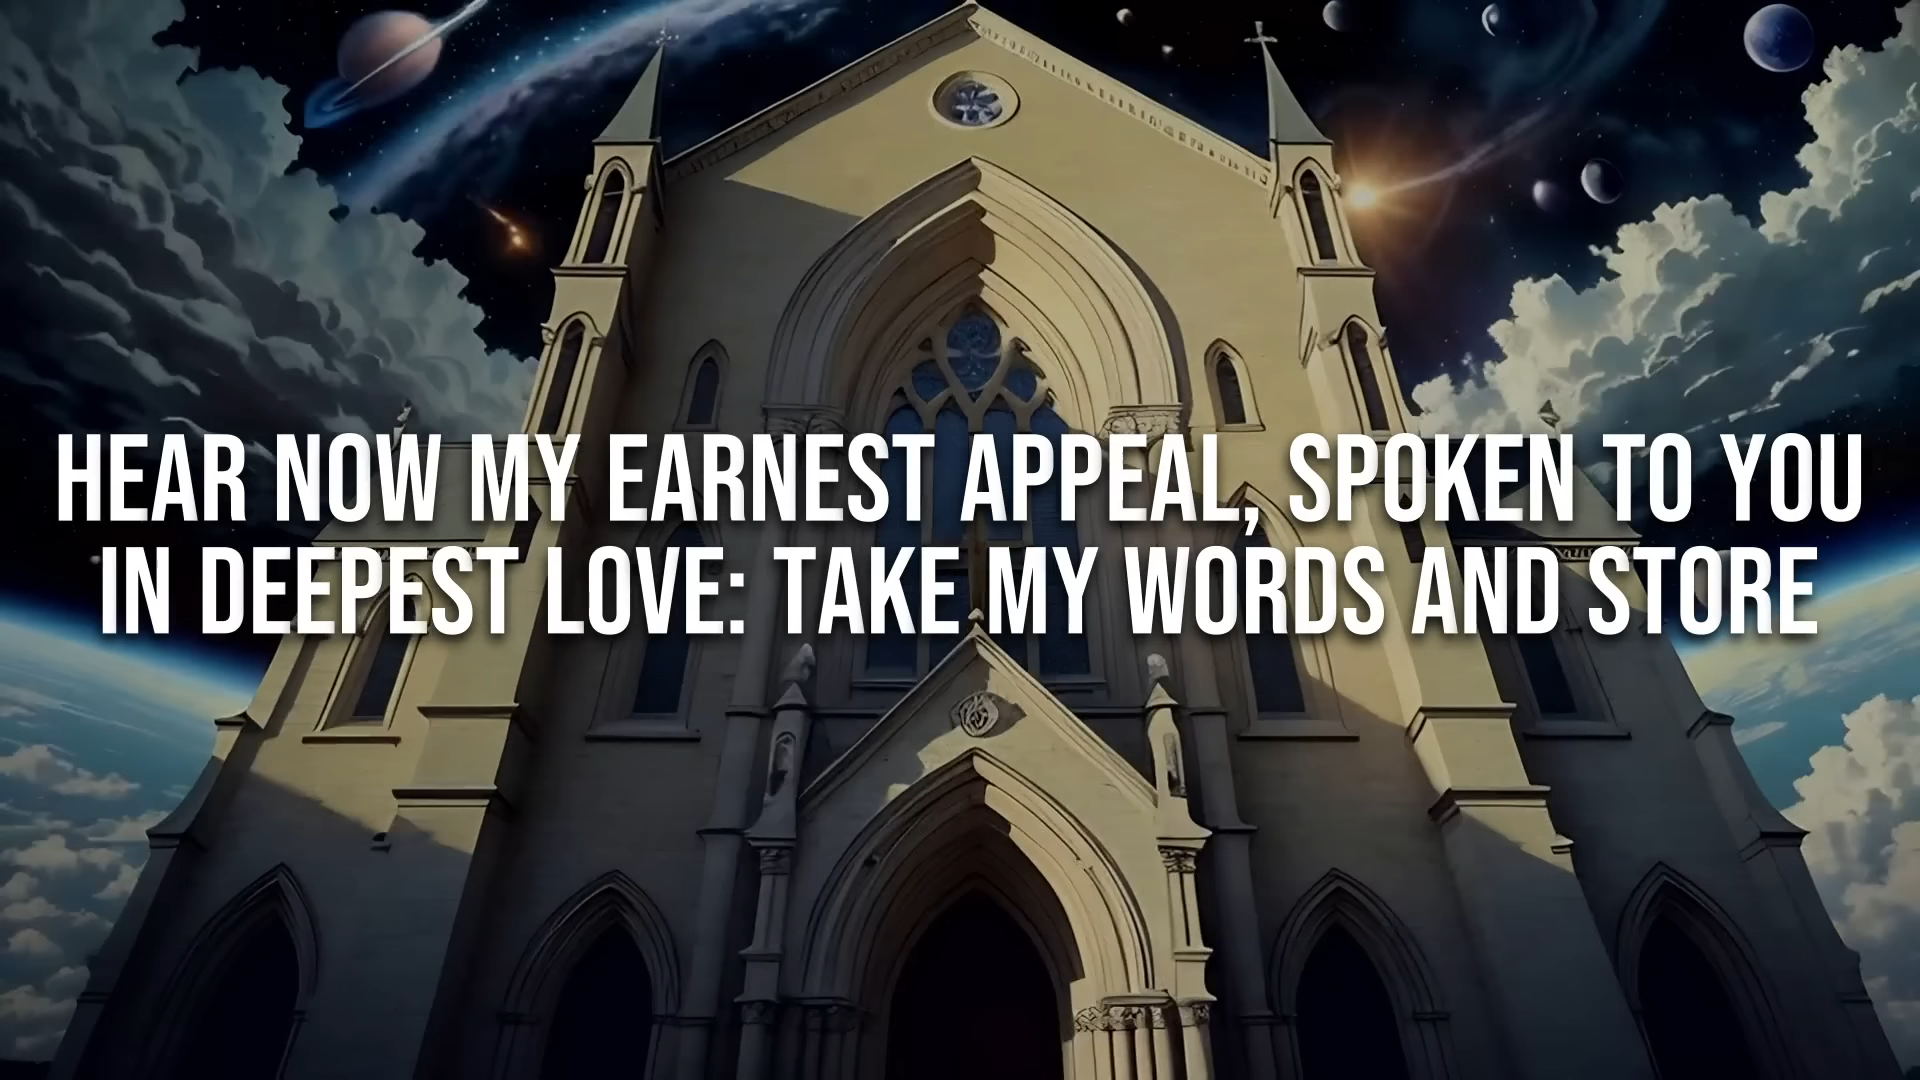 HEAR NOW MY EARNEST APPEAL, SPOKEN TO YOU
IN DEEPEST LOVE: TAKE MY WORDS AND STORE